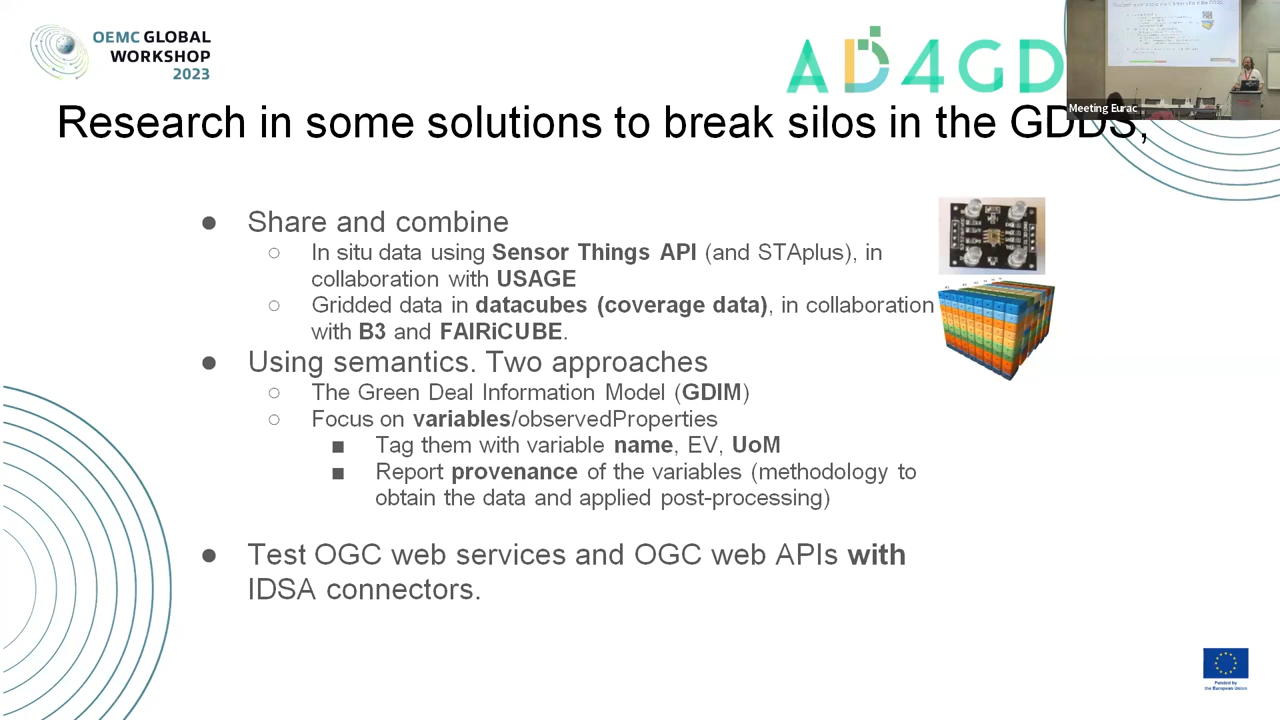 OEMC GLOBAL
WORKSHOP
2023
AD4GD
Meeting Eurac
Research in some solutions to break silos in the GDDS,
● Share and combine
○ In situ data using Sensor Things API (and STAplus), in
collaboration with USAGE
○ Gridded data in datacubes (coverage data), in collaboration
with B3 and FAIRiCUBE.
● Using semantics. Two approaches
○ The Green Deal Information Model (GDIM)
○ Focus on variables/observedProperties
■ Tag them with variable name, EV, UoM
■ Report provenance of the variables (methodology to
obtain the data and applied post-processing)
● Test OGC web services and OGC web APIs with
IDSA connectors.
Funded by
the European Union